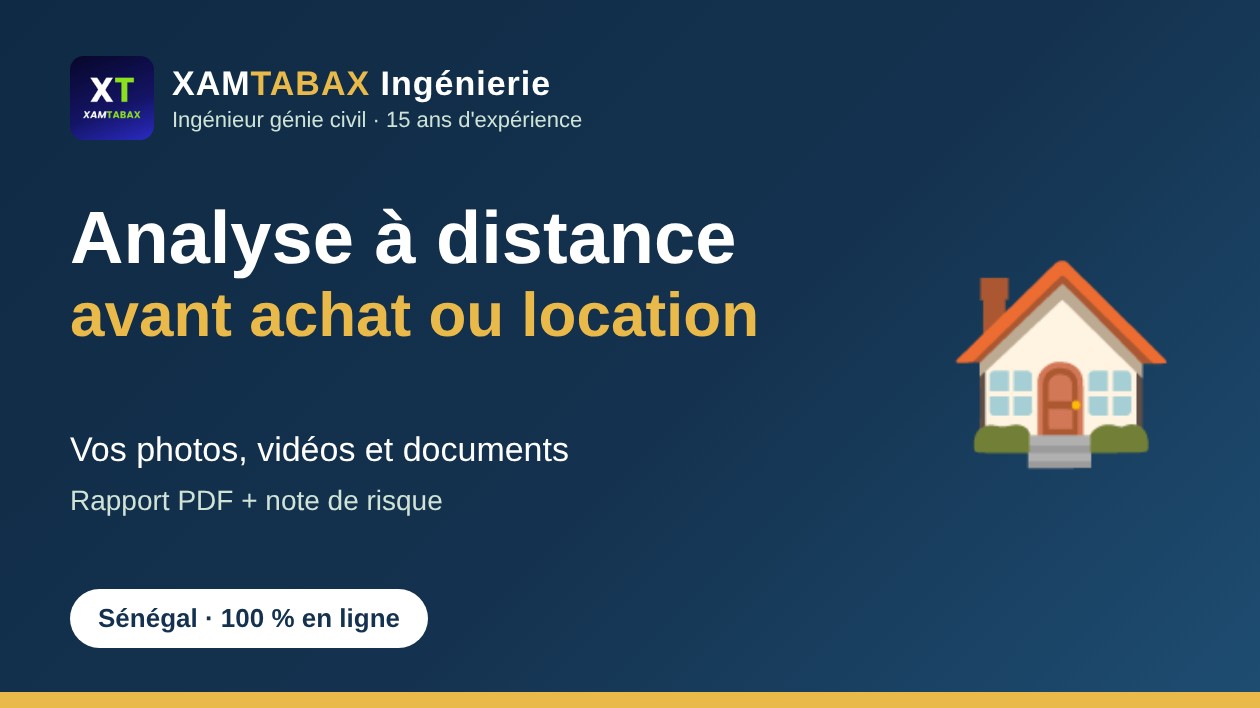 XT
XAMTABAX
XAMTABAX Ingénierie
Ingénieur génie civil · 15 ans d'expérience
Analyse à distance
avant achat ou location
Vos photos, vidéos et documents
Rapport PDF + note de risque
Sénégal · 100 % en ligne